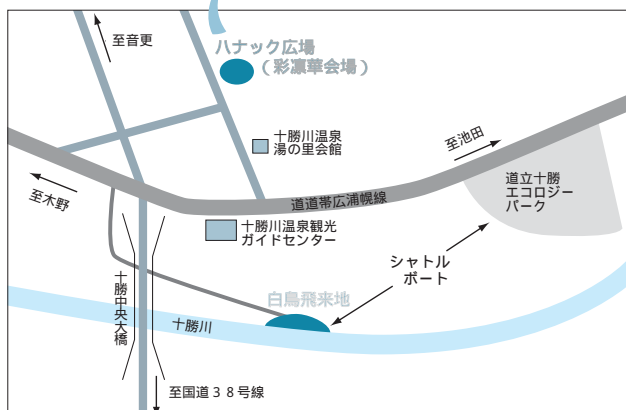 至音更
ハナック広場
(彩凛華会場)
十勝川温泉
湯の里会館
至池田
道立十勝
エコロジー
パーク
至木野
道道帯広浦幌線
十勝川温泉観光
ガイドセンター
シャトル
ボート
十勝中央大橋
白鳥飛来地
十勝川
至国道38号線